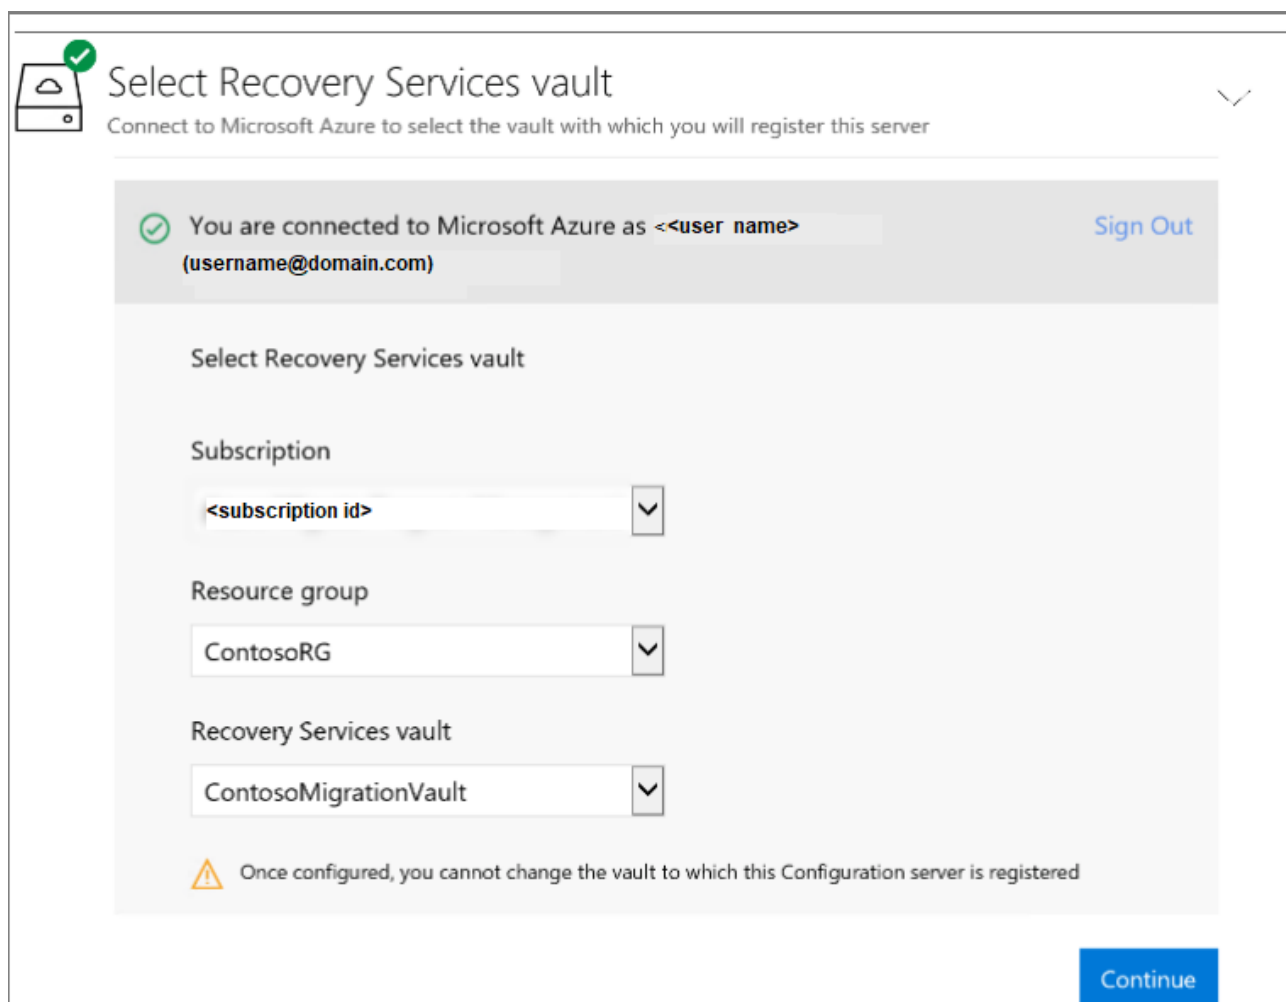 Select Recovery Services vault
Connect to Microsoft Azure to select the vault with which you will register this server
You are connected to Microsoft Azure as <<user name>
(username@domain.com)
Sign Out
Select Recovery Services vault
Subscription
<subscription id>
Resource group
ContosoRG
Recovery Services vault
ContosoMigrationVault
Once configured, you cannot change the vault to which this Configuration server is registered
Continue